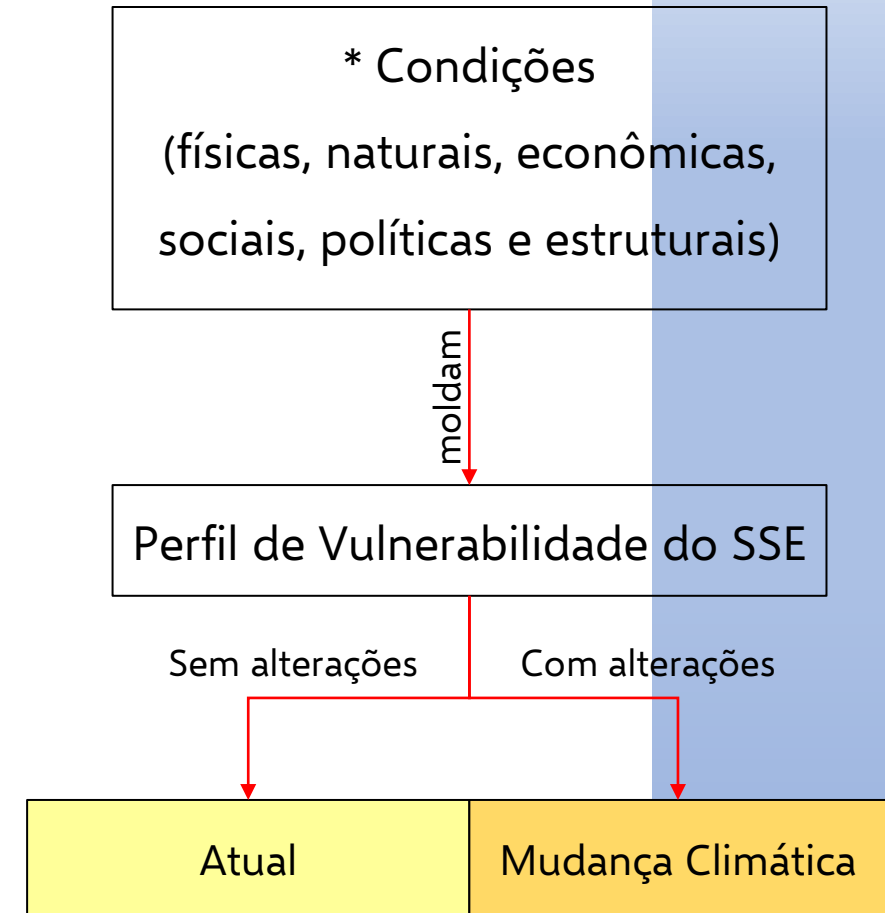 * Condições
(físicas, naturais, econômicas,
sociais, políticas e estruturais)
moldam
Perfil de Vulnerabilidade do SSE
Sem alterações
Com alterações
Atual
Mudança Climática